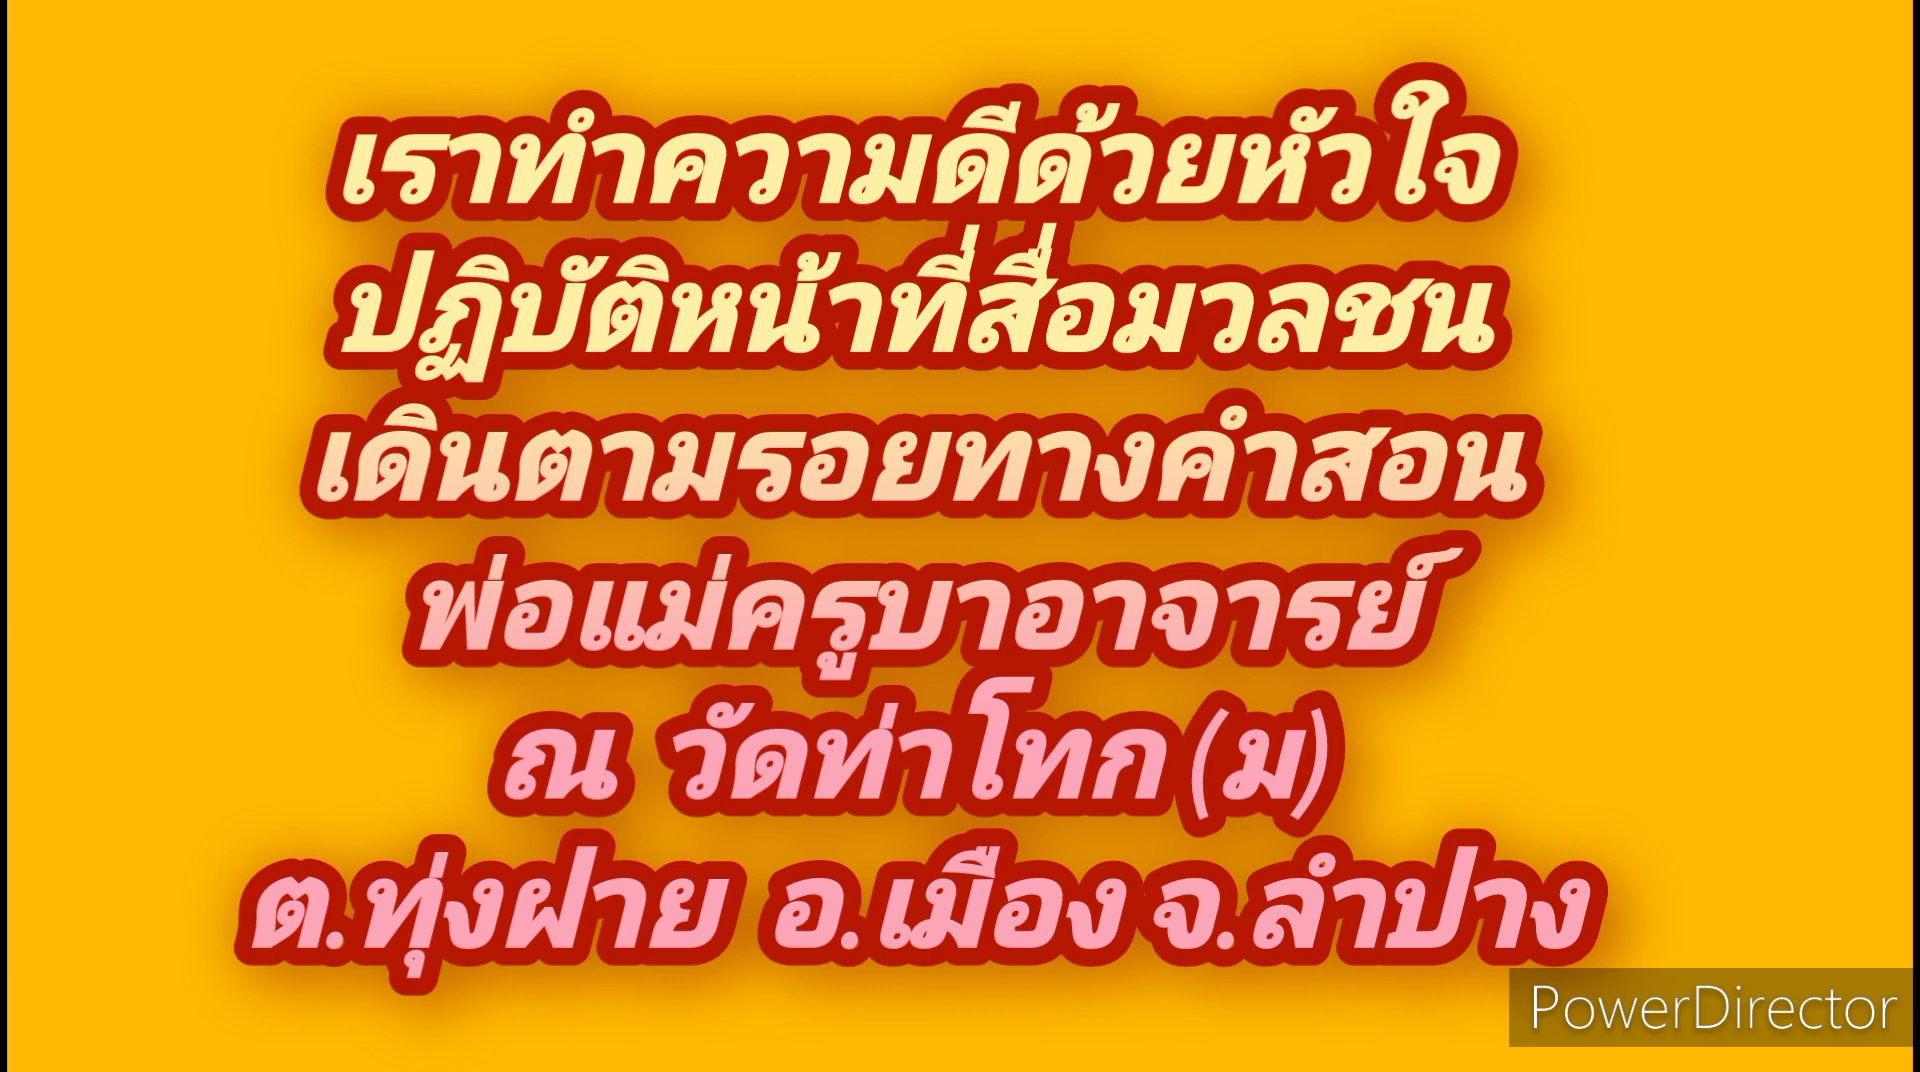 เราทำความดีด้วยหัวใจ
ปฏิบัติหน้าที่สื่อมวลชน
เดินตามรอยทางคำสอน
พ่อแม่ครูบาอาจารย์
ณ วัดท่าโทก(ม)
ต.ทุ่งฝาย อ.เมือง จ.ลำปาง
PowerDirector